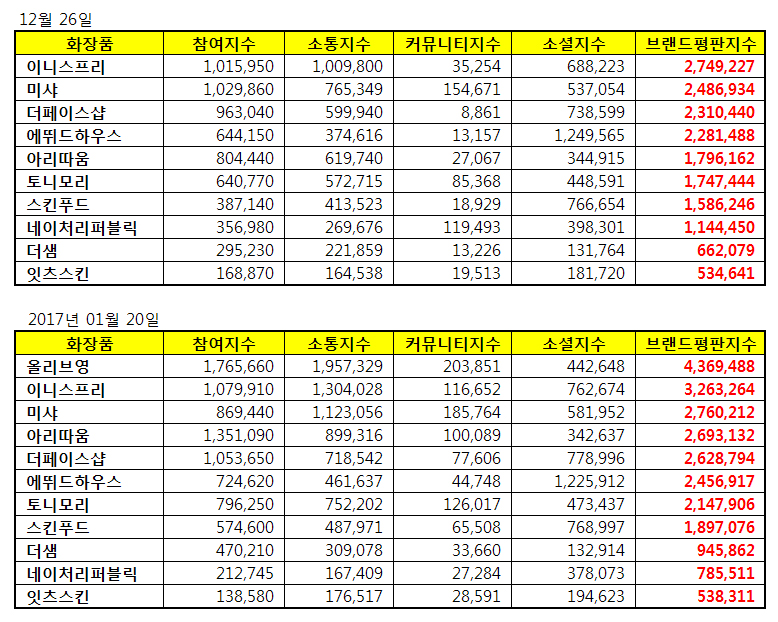 12월 26일
화장품 참여지수 소통지수 커뮤니티지수 소셜지수 브랜드평판지수
이니스프리 1,015,950 1,009,800 35,254 688,223 2,749,227
미샤 1,029,860 765,349 154,671 537,054 2,486,934
더페이스샵 963,040 599,940 8,861 738,599 2,310,440
에뛰드하우스 644,150 374,616 13,157 1,249,565 2,281,488
아리따움 804,440 619,740 27,067 344,915 1,796,162
토니모리 640,770 572,715 85,368 448,591 1,747,444
스킨푸드 387,140 413,523 18,929 766,654 1,586,246
네이처리퍼블릭 356,980 269,676 119,493 398,301 1,144,450
더샘 295,230 221,859 13,226 131,764 662,079
잇츠스킨 168,870 164,538 19,513 181,720 534,641
2017년 01월 20일
화장품 참여지수 소통지수 커뮤니티지수 소셜지수 브랜드평판지수
올리브영 1,765,660 1,957,329 203,851 442,648 4,369,488
이니스프리 1,079,910 1,304,028 116,652 762,674 3,263,264
미샤 869,440 1,123,056 185,764 581,952 2,760,212
아리따움 1,351,090 899,316 100,089 342,637 2,693,132
더페이스샵 1,053,650 718,542 77,606 778,996 2,628,794
에뛰드하우스 724,620 461,637 44,748 1,225,912 2,456,917
토니모리 796,250 752,202 126,017 473,437 2,147,906
스킨푸드 574,600 487,971 65,508 768,997 1,897,076
더샘 470,210 309,078 33,660 132,914 945,862
네이처리퍼블릭 212,745 167,409 27,284 378,073 785,511
잇츠스킨 138,580 176,517 28,591 194,623 538,311